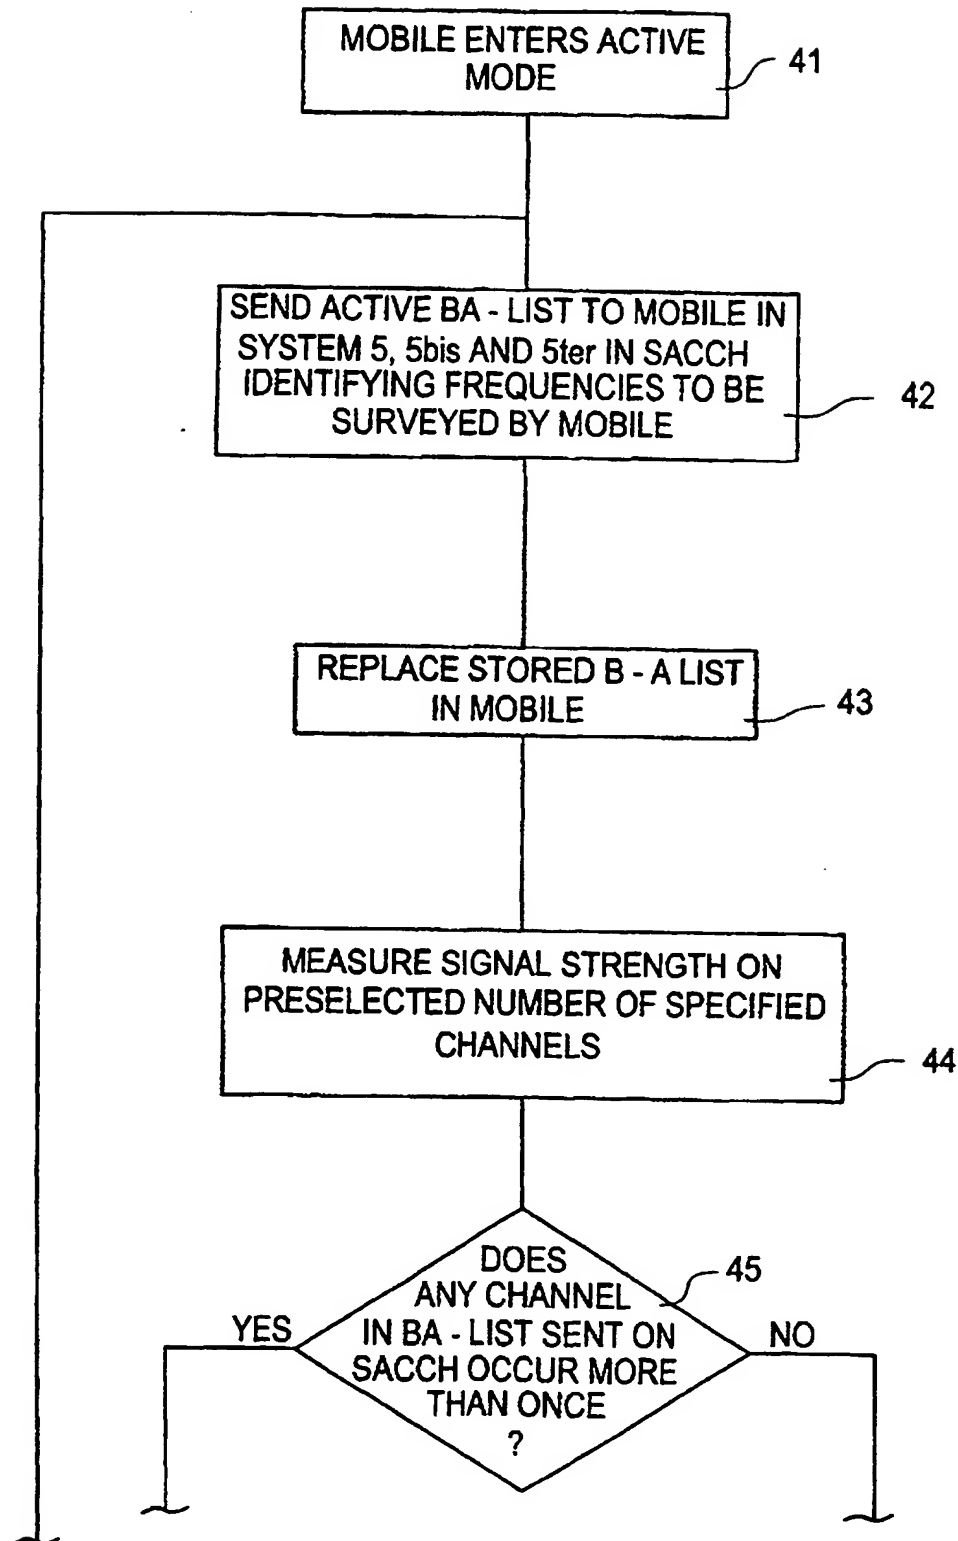 MOBILE ENTERS ACTIVE
MODE
41
SEND ACTIVE BA - LIST TO MOBILE IN
SYSTEM 5, 5bis AND 5ter IN SACCH
IDENTIFYING FREQUENCIES TO BE
SURVEYED BY MOBILE
42
REPLACE STORED B - A LIST
IN MOBILE
43
MEASURE SIGNAL STRENGTH ON
PRESELECTED NUMBER OF SPECIFIED
CHANNELS
44
DOES
ANY CHANNEL
IN BA - LIST SENT ON
SACCH OCCUR MORE
THAN ONCE
?
45
YES
NO